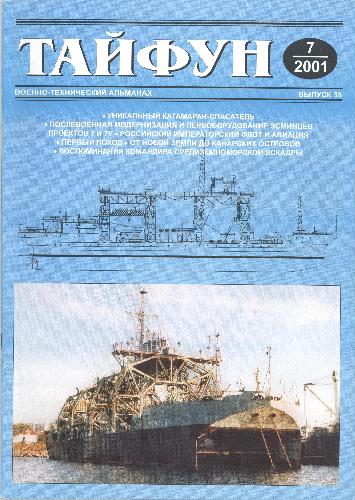 ТАЙФУН
7
2001
ВОЕННО-ТЕХНИЧЕСКИЙ АЛЬМАНАХ
ВЫПУСК 38
• УНИКАЛЬНЫЙ КАТАМАРАН-СПАСАТЕЛЬ
• ПОСЛЕВОЕННАЯ МОДЕРНИЗАЦИЯ И ПЕРЕОБОРУДОВАНИЕ ЭСМИНЦЕВ
ПРОЕКТОВ 7 И 7У • РОССИЙСКИЙ ИМПЕРАТОРСКИЙ ФЛОТ И АВИАЦИЯ
• ПЕРВЫЙ ПОХОД - ОТ НОВОЙ ЗЕМЛИ ДО КАНАРСКИХ ОСТРОВОВ
• ВОСПОМИНАНИЯ КОМАНДИРА СРЕДИЗЕМНОМОРСКОЙ ЭСКАДРЫ